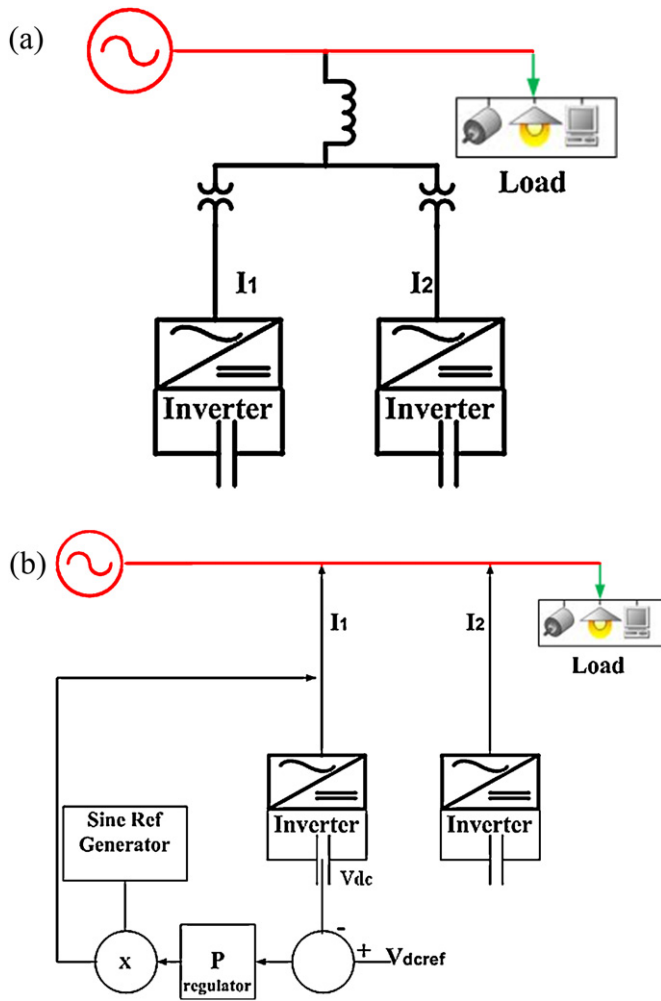 (a)
Load
I1
I2
Inverter
Inverter
(b)
I1
I2
Load
Sine Ref
Generator
Inverter
Inverter
Vdc
-
+
Vdcref
x
P
regulator